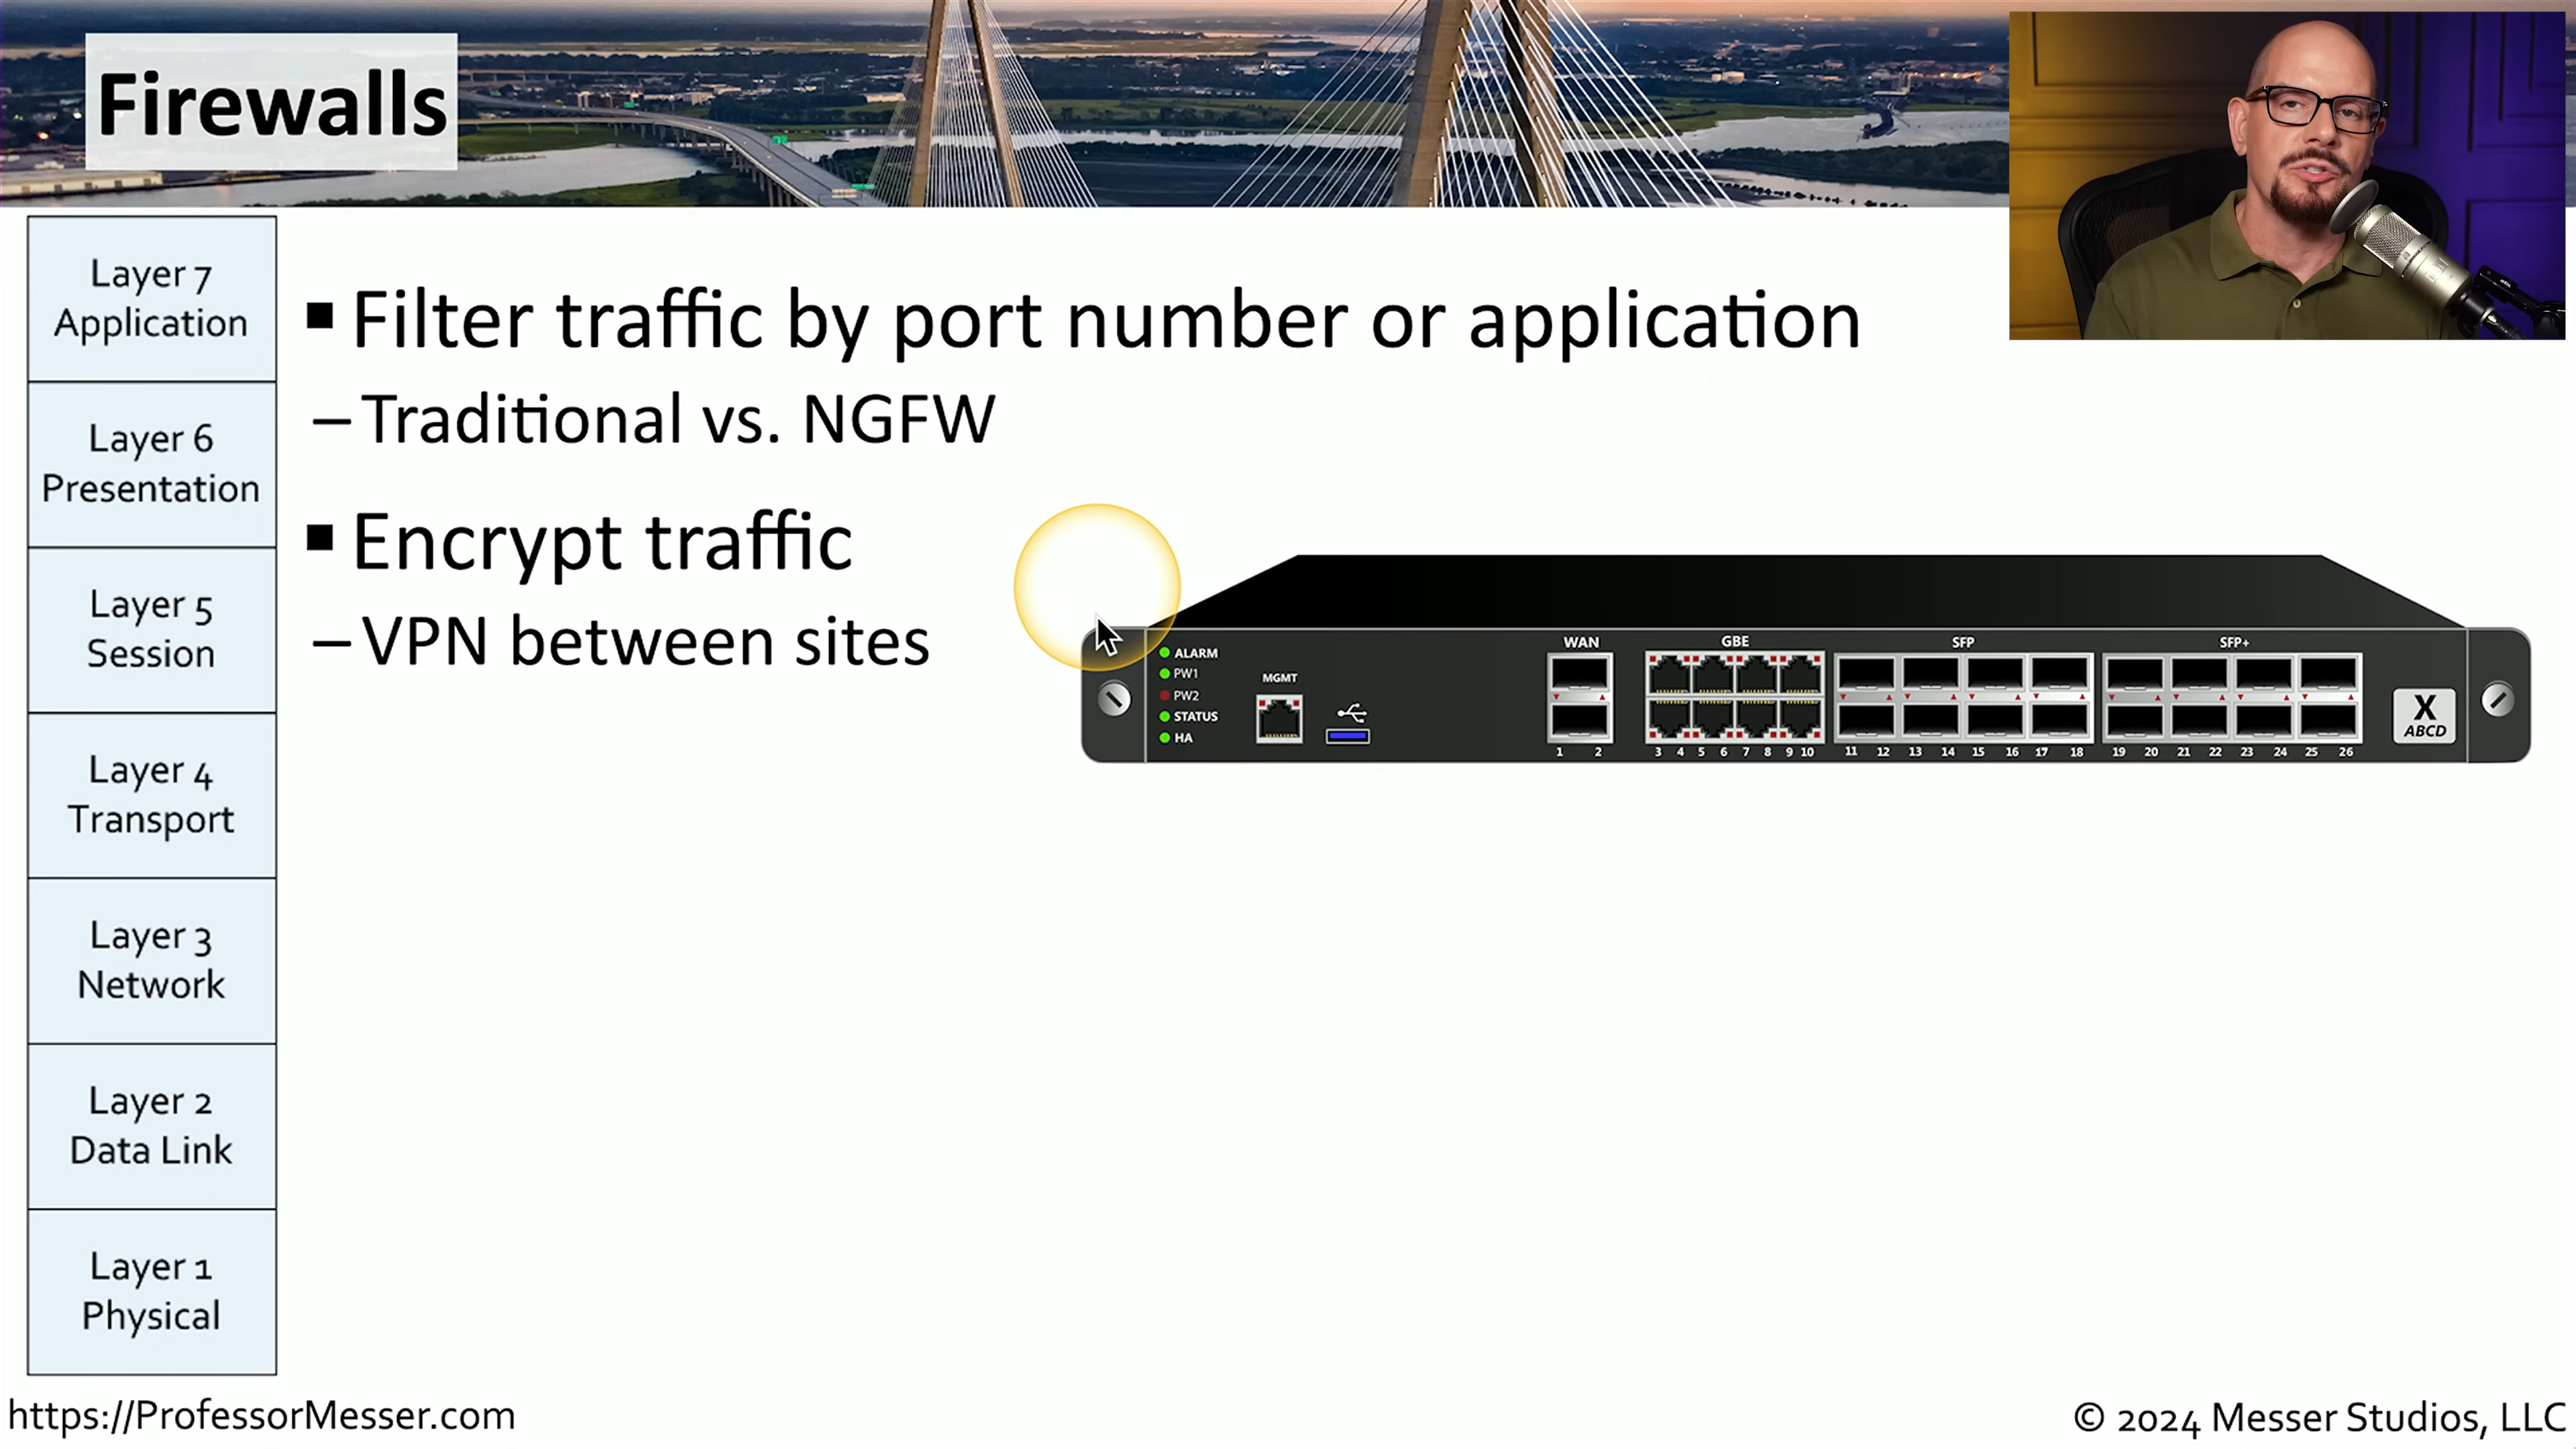 Firewalls
Layer 7
Application
Layer 6
Presentation
Layer 5
Session
Layer 4
Transport
Layer 3
Network
Layer 2
Data Link
Layer 1
Physical
▪ Filter traffic by port number or application
– Traditional vs. NGFW
▪ Encrypt traffic
– VPN between sites
ALARM
PW1
PW2
STATUS
HA
MGMT
WAN
1 2
GBE
3 4 5 6 7 8 9 10
SFP
11 12 13 14 15 16 17 18
SFP+
19 20 21 22 23 24 25 26
X
ABCD
https://ProfessorMesser.com
© 2024 Messer Studios, LLC